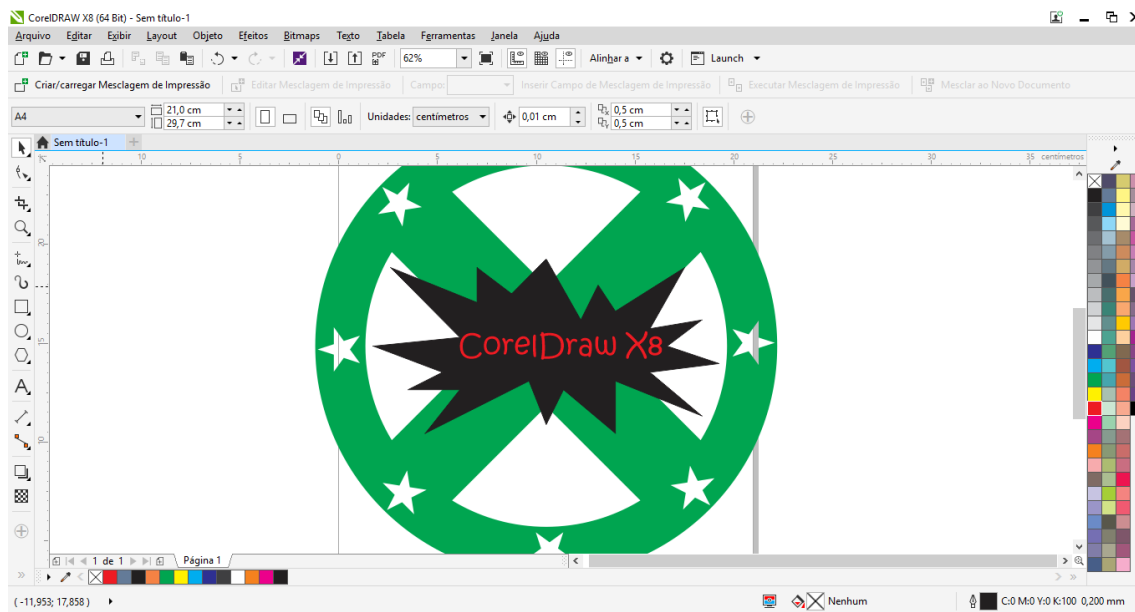 CorelDRAW X8 (64 Bit) - Sem título-1
Arquivo Editar Exibir Layout Objeto Efeitos Bitmaps Texto Tabela Ferramentas Janela Ajuda
PDF 62% Alinhar a Launch
Criar/carregar Mesclagem de Impressão Editar Mesclagem de Impressão Campo: Inserir Campo de Mesclagem de Impressão Executar Mesclagem de Impressão Mesclar ao Novo Documento
A4 21,0 cm 29,7 cm Unidades: centímetros 0,01 cm 0,5 cm 0,5 cm
Sem título-1
10 5 0 5 10 15 20 25 30 35 centímetros
CorelDraw X8
1 de 1 Página 1
( -11,953; 17,858 ) Nenhum C:0 M:0 Y:0 K:100 0,200 mm